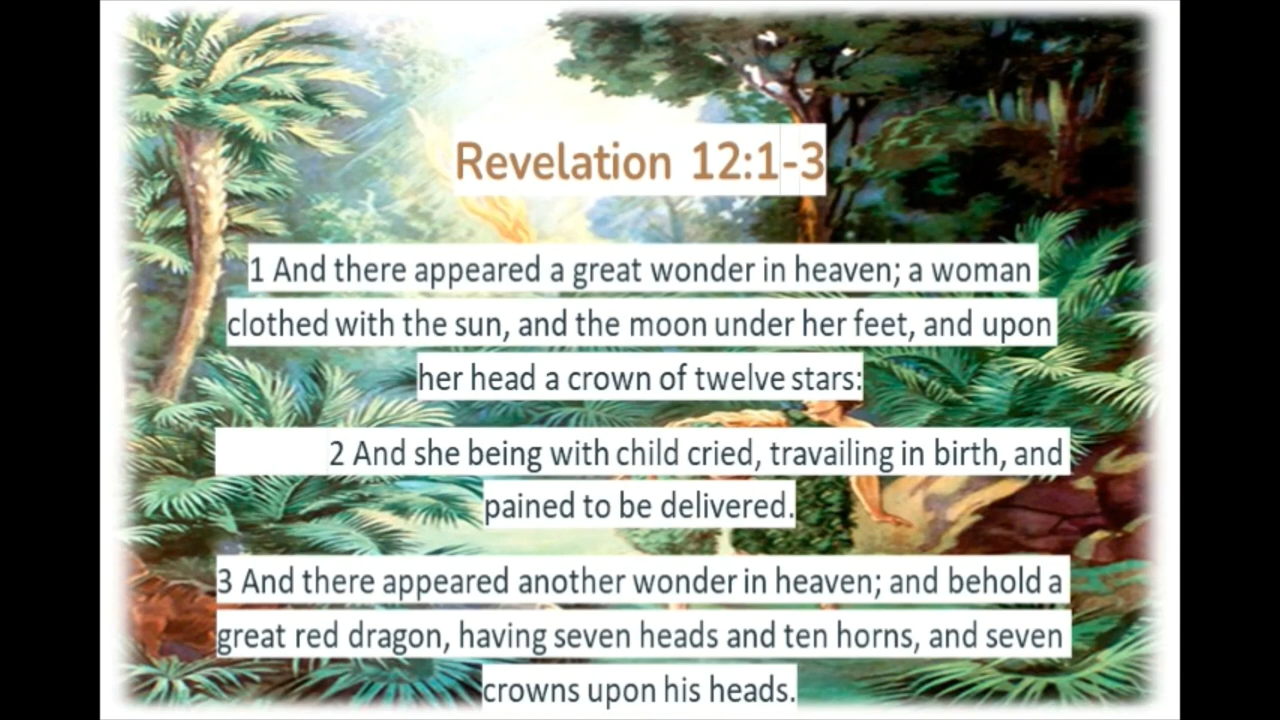 Revelation 12:1-3
1 And there appeared a great wonder in heaven; a woman
clothed with the sun, and the moon under her feet, and upon
her head a crown of twelve stars:
2 And she being with child cried, travailing in birth, and
pained to be delivered.
3 And there appeared another wonder in heaven; and behold a
great red dragon, having seven heads and ten horns, and seven
crowns upon his heads.